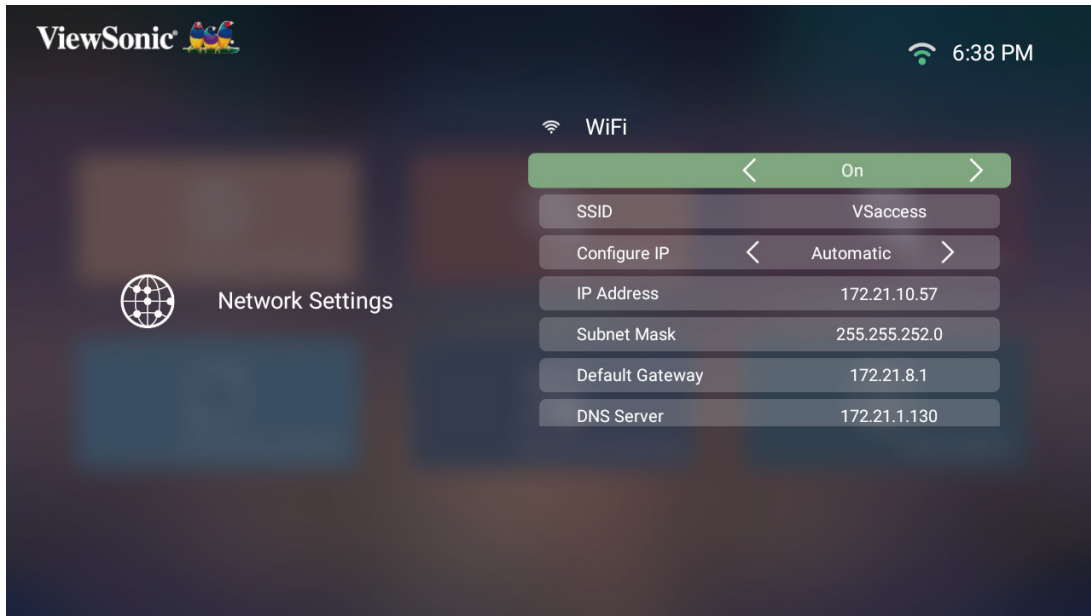 ViewSonic
6:38 PM
WiFi
On
SSID VSaccess
Configure IP Automatic
IP Address 172.21.10.57
Network Settings
Subnet Mask 255.255.252.0
Default Gateway 172.21.8.1
DNS Server 172.21.1.130